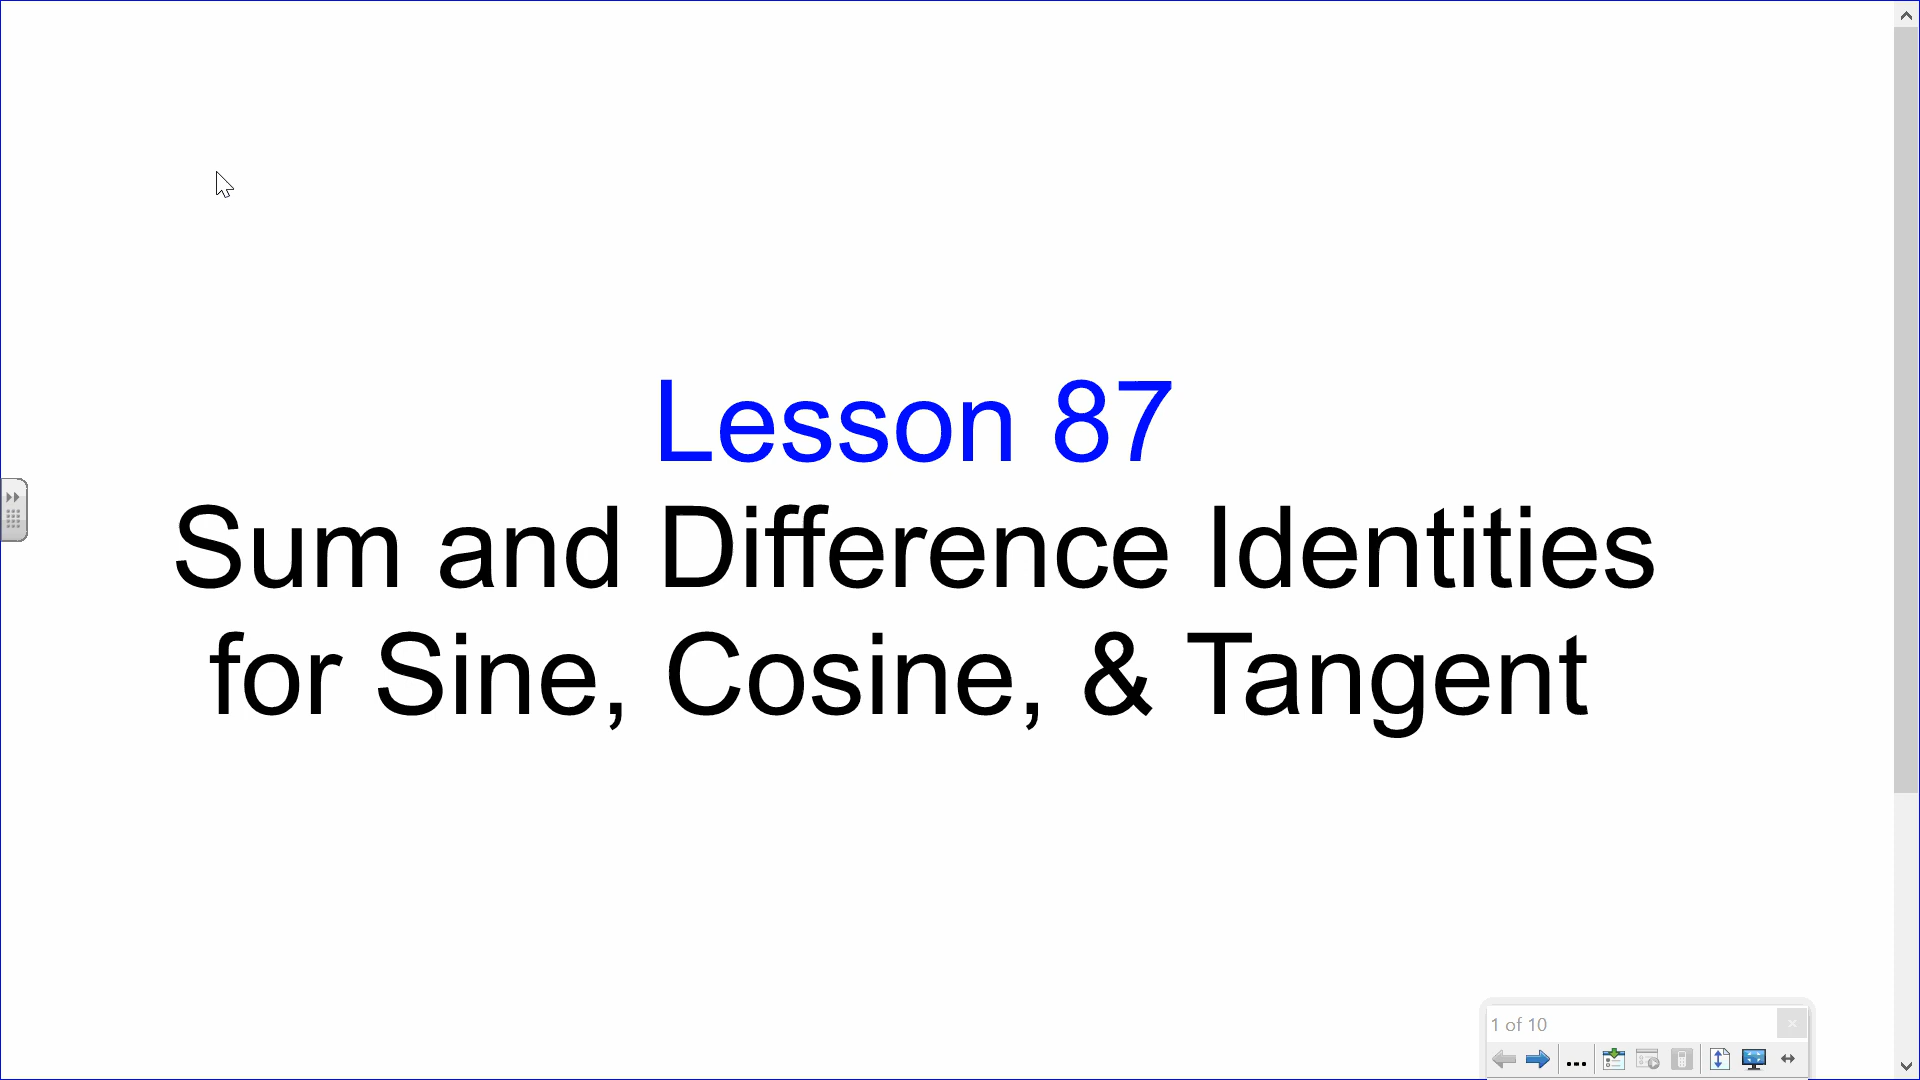 Lesson 87
Sum and Difference Identities
for Sine, Cosine, & Tangent
1 of 10